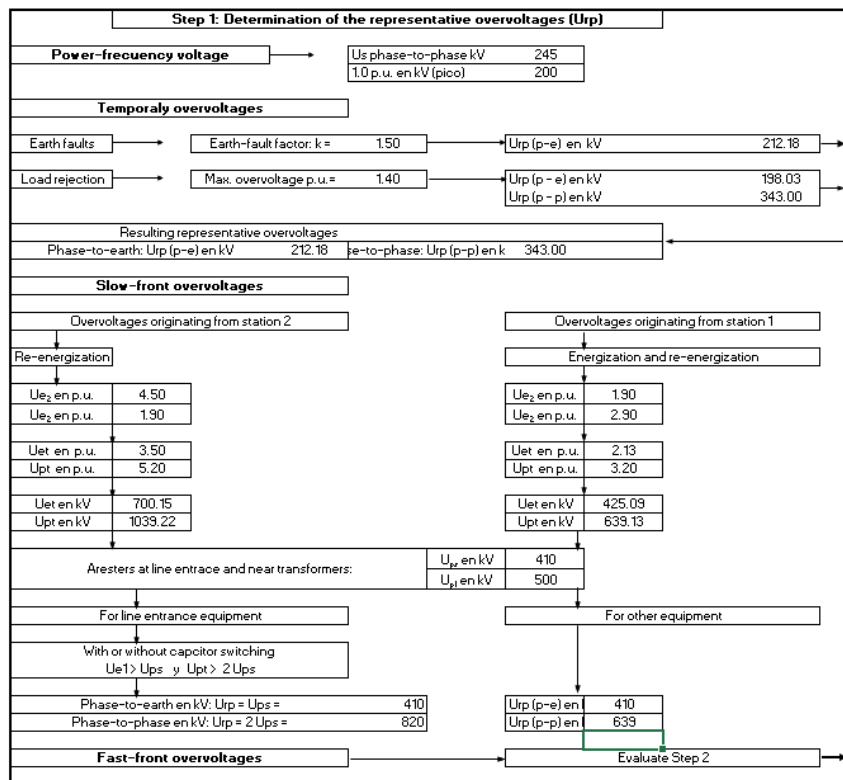 Step 1: Determination of the representative overvoltages (Urp)
Power-frecuency voltage
Us phase-to-phase kV 245
1.0 p.u. en kV (pico) 200
Temporaly overvoltages
Earth faults Earth-fault factor: k = 1.50 Urp (p-e) en kV 212.18
Load rejection Max. overvoltage p.u.= 1.40 Urp (p - e) en kV 198.03
Urp (p - p) en kV 343.00
Resulting representative overvoltages
Phase-to-earth: Urp (p-e) en kV 212.18 se-to-phase: Urp (p-p) en k 343.00
Slow-front overvoltages
Overvoltages originating from station 2 Overvoltages originating from station 1
Re-energization Energization and re-energization
Ue₂ en p.u. 4.50 Ue₂ en p.u. 1.90
Ue₂ en p.u. 1.90 Ue₂ en p.u. 2.90
Uet en p.u. 3.50 Uet en p.u. 2.13
Upt en p.u. 5.20 Upt en p.u. 3.20
Uet en kV 700.15 Uet en kV 425.09
Upt en kV 1039.22 Upt en kV 639.13
Aresters at line entrace and near transformers: Uₚₛ en kV 410
Uₚₗ en kV 500
For line entrance equipment For other equipment
With or without capcitor switching
Ue1> Ups y Upt> 2 Ups
Phase-to-earth en kV: Urp = Ups = 410 Urp (p-e) en 410
Phase-to-phase en kV: Urp = 2 Ups = 820 Urp (p-p) en 639
Fast-front overvoltages Evaluate Step 2